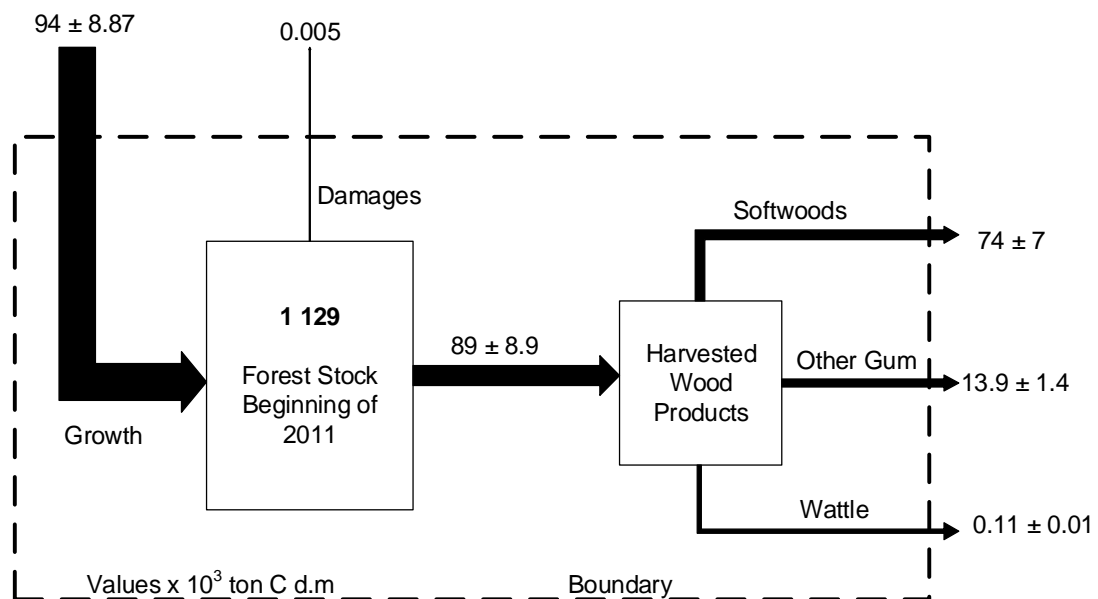 94 ± 8.87
0.005
Damages
Softwoods
74 ± 7
1 129
Forest Stock
Beginning of
2011
89 ± 8.9
Harvested
Wood
Products
Other Gum
13.9 ± 1.4
Growth
Wattle
0.11 ± 0.01
Values x 10³ ton C d.m
Boundary